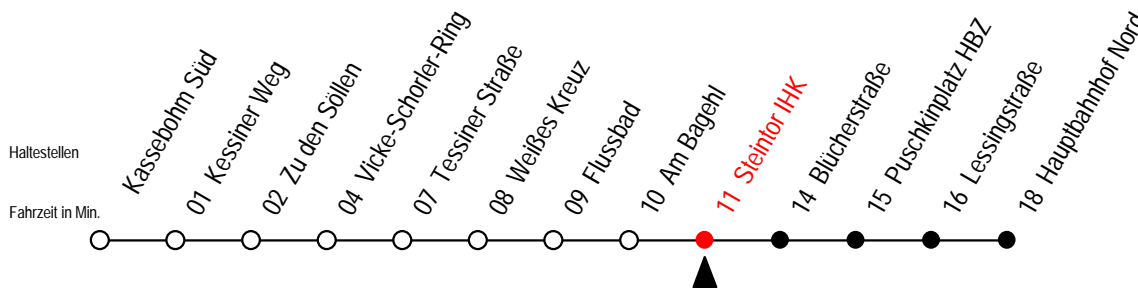 Haltestellen
Fahrzeit in Min.
Kassebohm Süd
01 Kessiner Weg
02 Zu den Söllen
04 Vicke-Schorler-Ring
07 Tessiner Straße
08 Weißes Kreuz
09 Flussbad
10 Am Bagehl
11 Steintor IHK
14 Blücherstraße
15 Puschkinplatz HBZ
16 Lessingstraße
18 Hauptbahnhof Nord